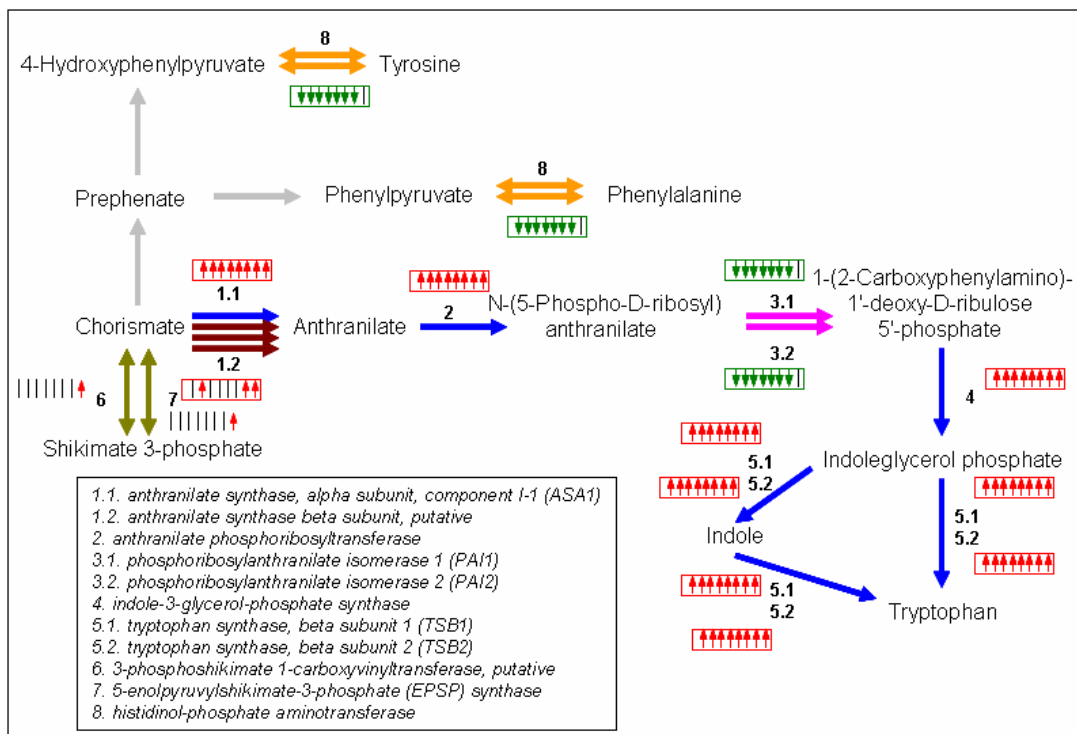 8
4-Hydroxyphenylpyruvate
Tyrosine
8
Prephenate
Phenylpyruvate
Phenylalanine
1.1
2
N-(5-Phospho-D-ribosyl)
anthranilate
3.1
1-(2-Carboxyphenylamino)-
1'-deoxy-D-ribulose
5'-phosphate
Chorismate
Anthranilate
1.2
3.2
6
7
4
Shikimate 3-phosphate
5.1
5.2
Indoleglycerol phosphate
Indole
5.1
5.2
5.1
5.2
Tryptophan
1.1. anthranilate synthase, alpha subunit, component I-1 (ASA1)
1.2. anthranilate synthase beta subunit, putative
2. anthranilate phosphoribosyltransferase
3.1. phosphoribosylanthranilate isomerase 1 (PAI1)
3.2. phosphoribosylanthranilate isomerase 2 (PAI2)
4. indole-3-glycerol-phosphate synthase
5.1. tryptophan synthase, beta subunit 1 (TSB1)
5.2. tryptophan synthase, beta subunit 2 (TSB2)
6. 3-phosphoshikimate 1-carboxyvinyltransferase, putative
7. 5-enolpyruvylshikimate-3-phosphate (EPSP) synthase
8. histidinol-phosphate aminotransferase